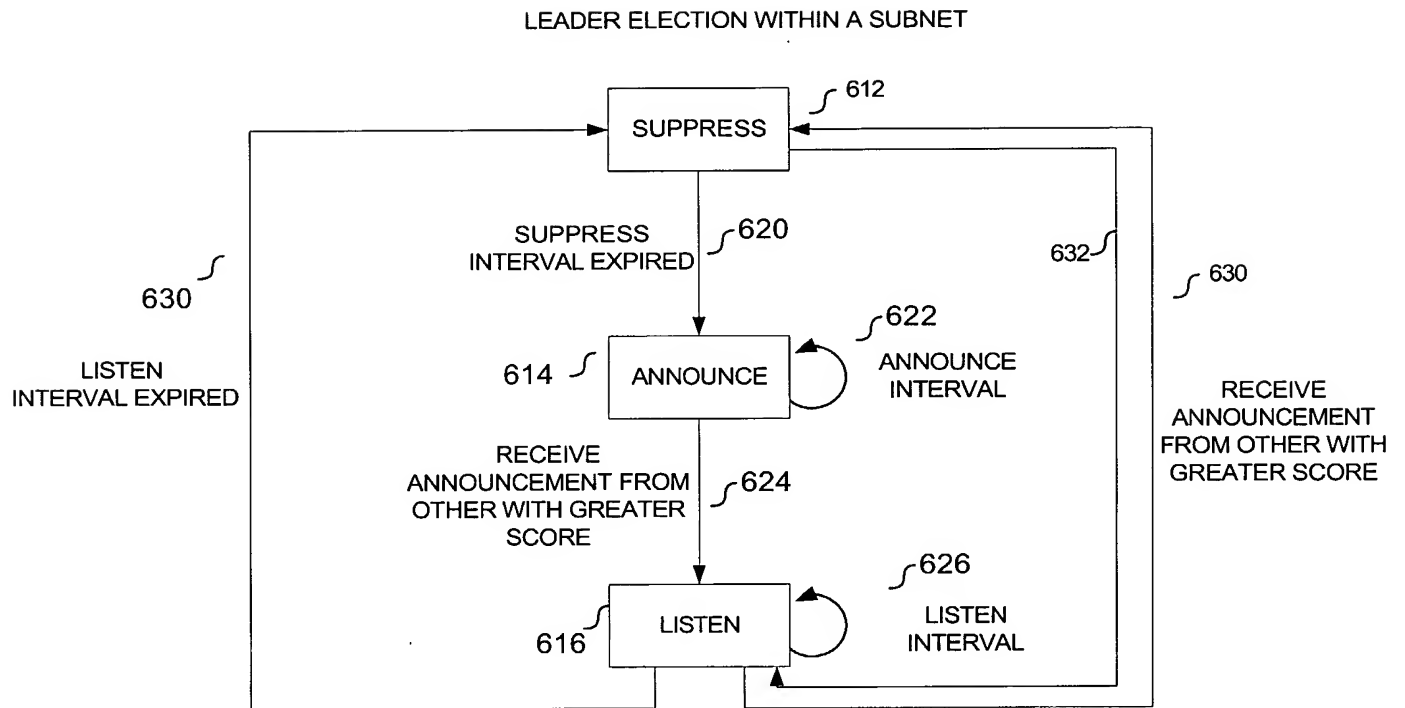 LEADER ELECTION WITHIN A SUBNET
612
SUPPRESS
620
SUPPRESS
INTERVAL EXPIRED
632
630
630
622
LISTEN
INTERVAL EXPIRED
614
ANNOUNCE
ANNOUNCE
INTERVAL
RECEIVE
ANNOUNCEMENT
FROM OTHER WITH
GREATER SCORE
RECEIVE
ANNOUNCEMENT FROM
OTHER WITH GREATER
SCORE
624
626
616
LISTEN
LISTEN
INTERVAL